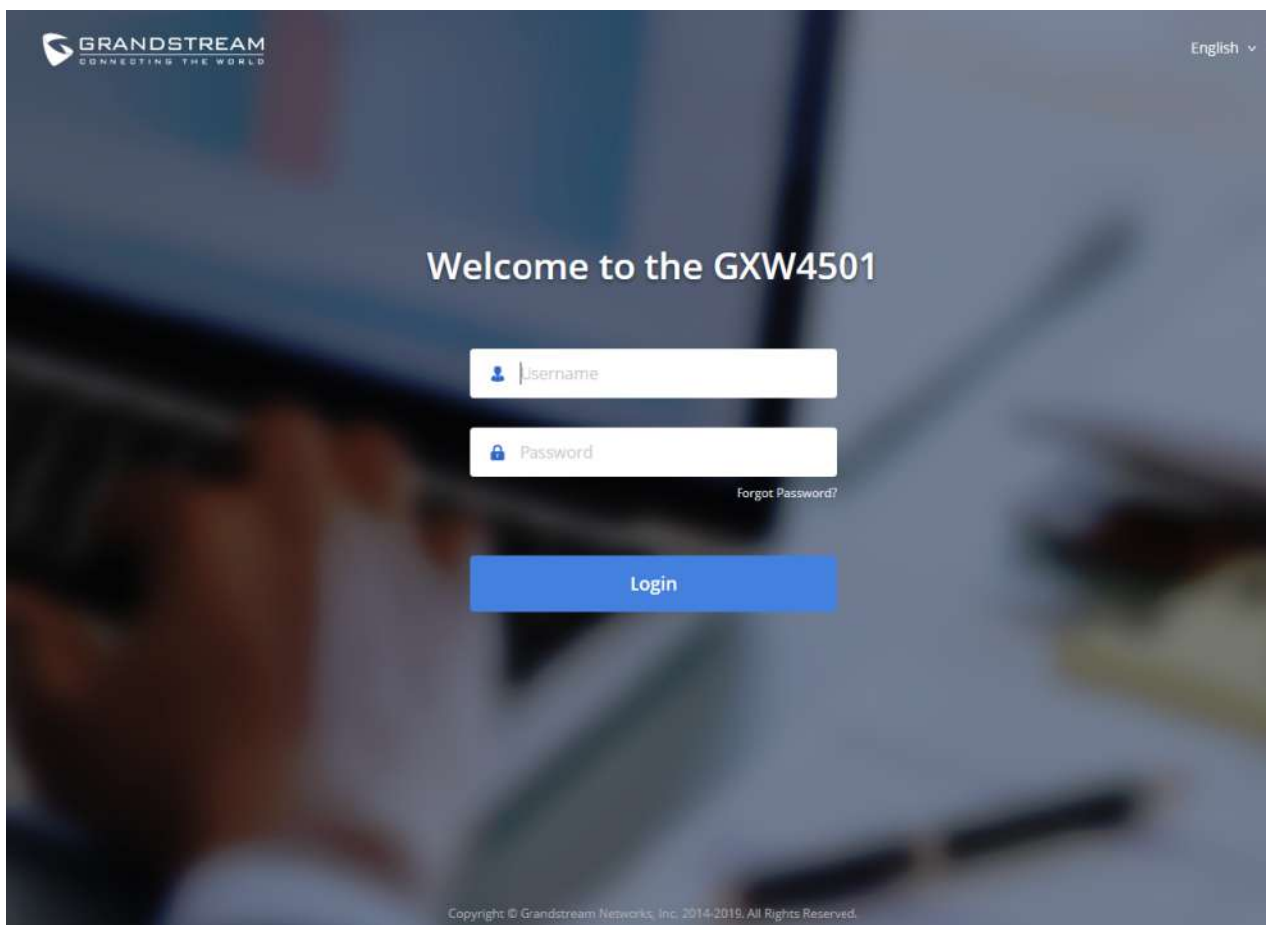 GRANDSTREAM
CONNECTING THE WORLD
English
Welcome to the GXW4501
Username
Password
Forgot Password?
Login
Copyright © Grandstream Networks, Inc. 2014-2019. All Rights Reserved.